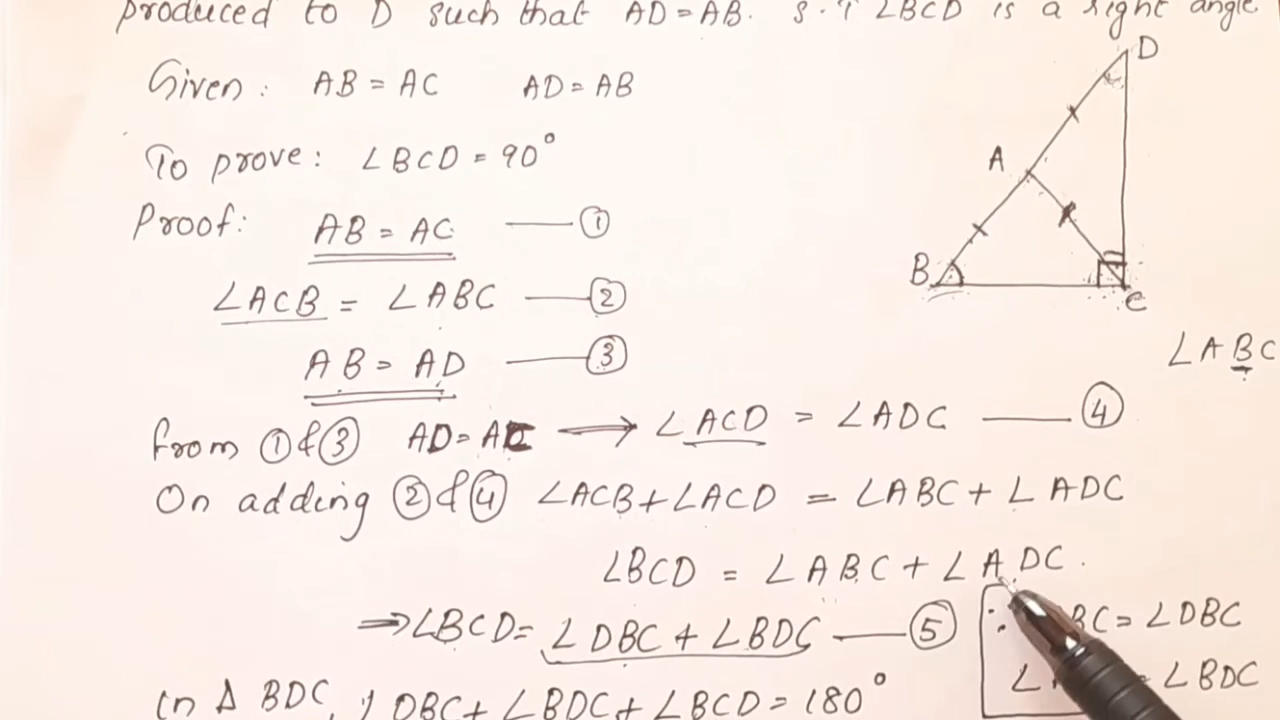 produced to D such that AD=AB. S.T ∠BCD is a right angle
Given: AB = AC AD=AB
To prove: ∠BCD = 90°
Proof: AB = AC — ①
∠ACB = ∠ABC — ②
AB = AD — ③
from ①&③ AD=AC ⟹ ∠ACD = ∠ADC — ④
On adding ②&④ ∠ACB+∠ACD = ∠ABC+∠ADC
∠BCD = ∠ABC+∠ADC.
⟹∠BCD= ∠DBC+∠BDC — ⑤
In Δ BDC, ∠DBC+∠BDC+∠BCD=180°
D
A
B
C
∠ABC
∵ BC=∠DBC
∠ = ∠BDC